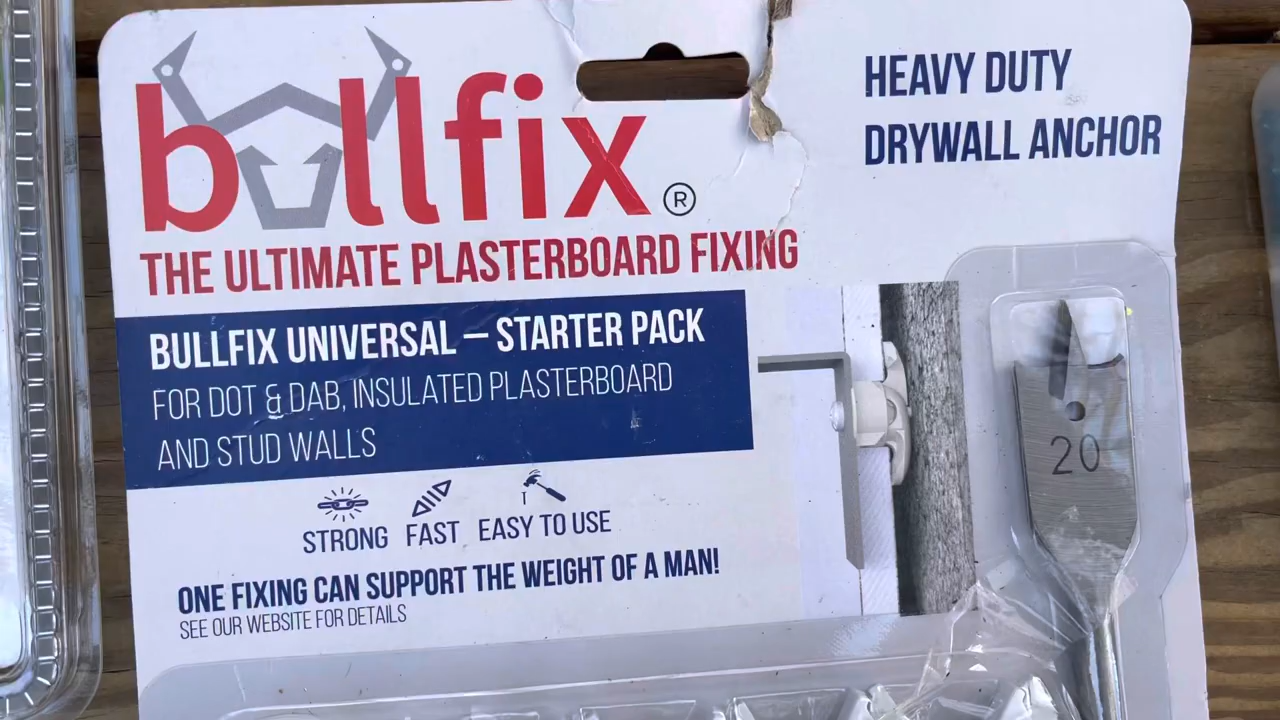 bullfix®
THE ULTIMATE PLASTERBOARD FIXING
HEAVY DUTY
DRYWALL ANCHOR
BULLFIX UNIVERSAL – STARTER PACK
FOR DOT & DAB, INSULATED PLASTERBOARD
AND STUD WALLS
STRONG FAST EASY TO USE
ONE FIXING CAN SUPPORT THE WEIGHT OF A MAN!
SEE OUR WEBSITE FOR DETAILS
20